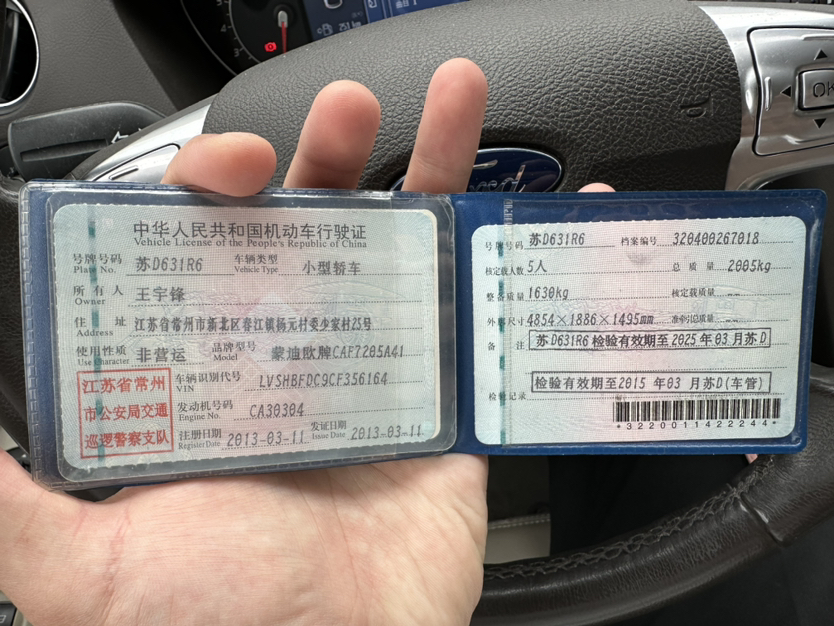 中华人民共和国机动车行驶证
Vehicle License of the People's Republic of China
号牌号码 苏D631R6 车辆类型 小型轿车
Plate No. Vehicle Type
所有人 王宇锋
Owner
住址 江苏省常州市新北区春江镇杨元村委少家村25号
Address
使用性质 非营运 品牌型号 蒙迪欧牌CAF7205A41
Use Character Model
江苏省常州
市公安局交通
巡逻警察支队
车辆识别代号 LVSHBFDC9CF356164
VIN
发动机号码 CA30304
Engine No.
注册日期 2013-03-11 发证日期 2013-03-11
Register Date Issue Date
号牌号码 苏D631R6 档案编号 320400267018
核定载人数 5人 总质量 2005kg
整备质量 1630kg 核定载质量 --
外廓尺寸 4854×1886×1495mm 准牵引总质量 --
备注 苏D631R6 检验有效期至 2025 年 03 月苏D
检验有效期至2015 年 03 月苏D(车管)
检验记录
*3220011422244*
Ford
OK
251 km